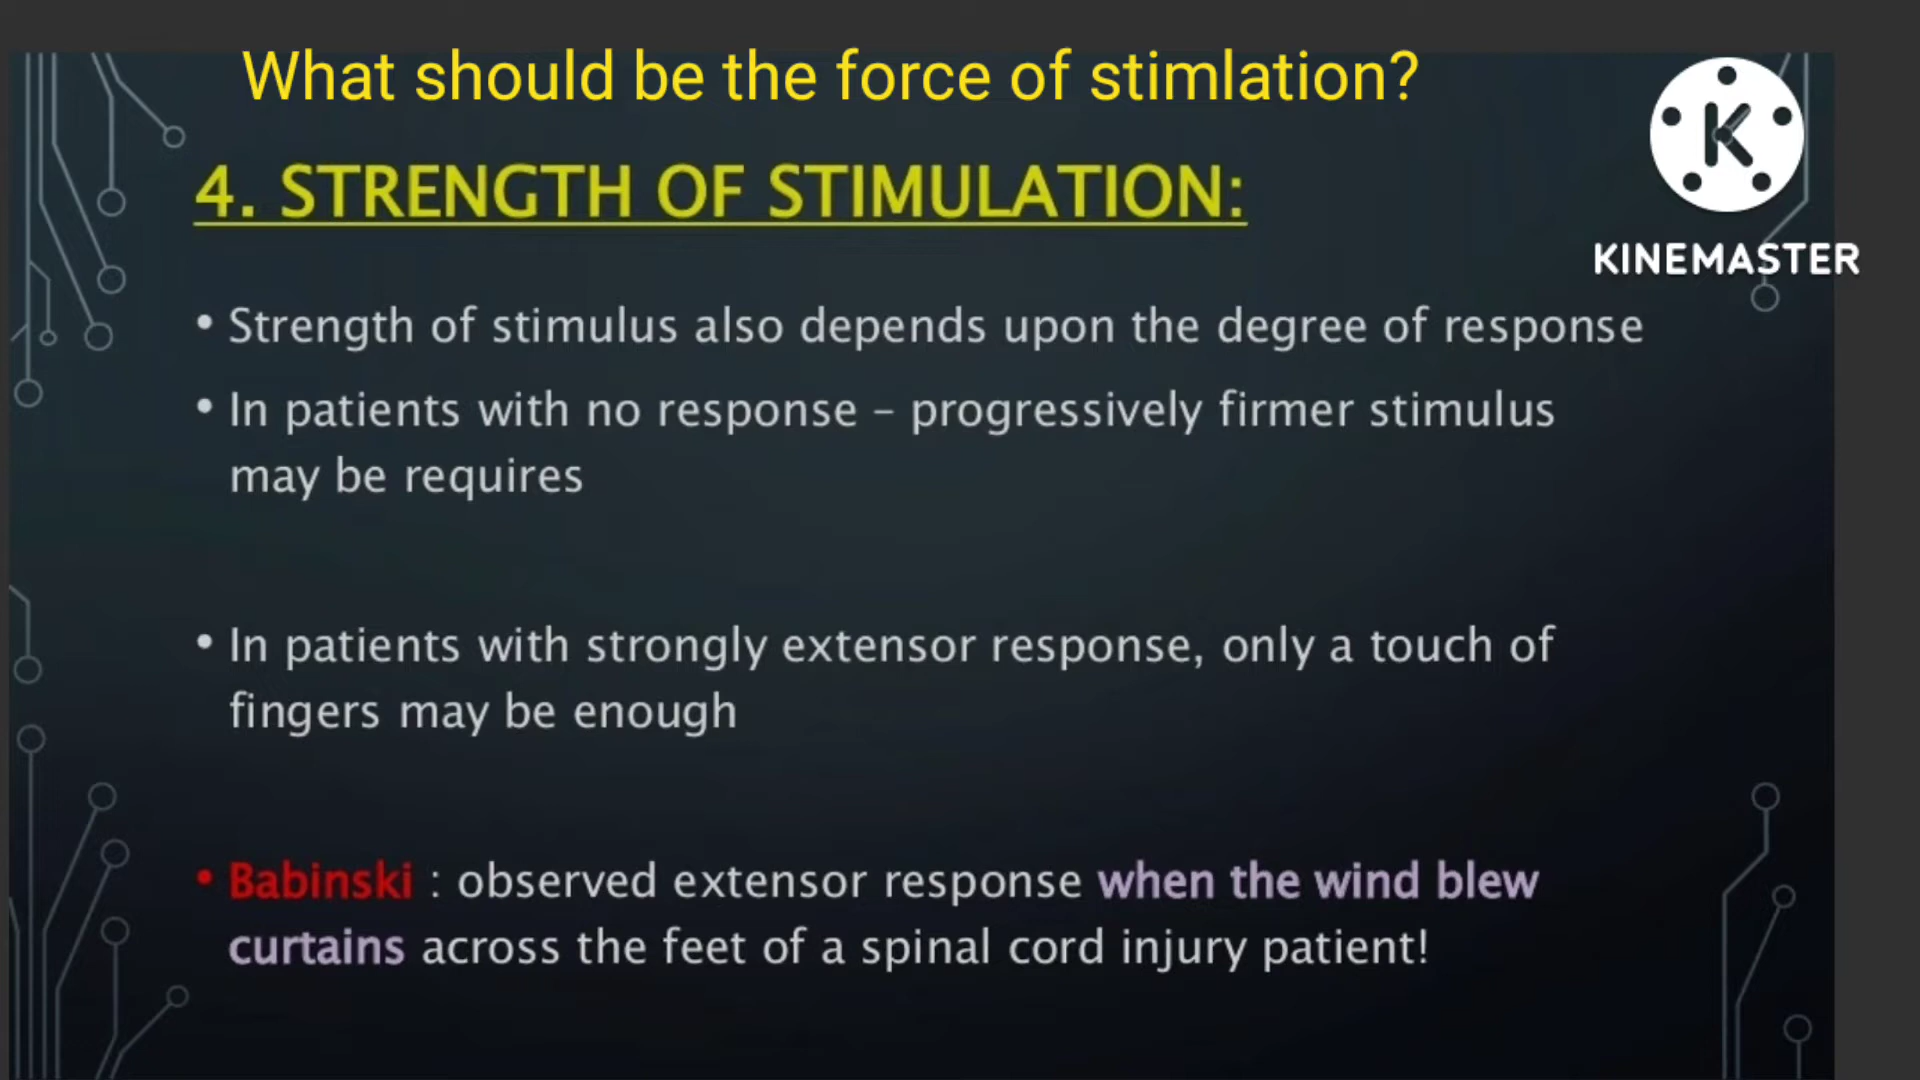 What should be the force of stimlation?
4. STRENGTH OF STIMULATION:
KINEMASTER
• Strength of stimulus also depends upon the degree of response
• In patients with no response – progressively firmer stimulus
may be requires
• In patients with strongly extensor response, only a touch of
fingers may be enough
• Babinski : observed extensor response when the wind blew
curtains across the feet of a spinal cord injury patient!